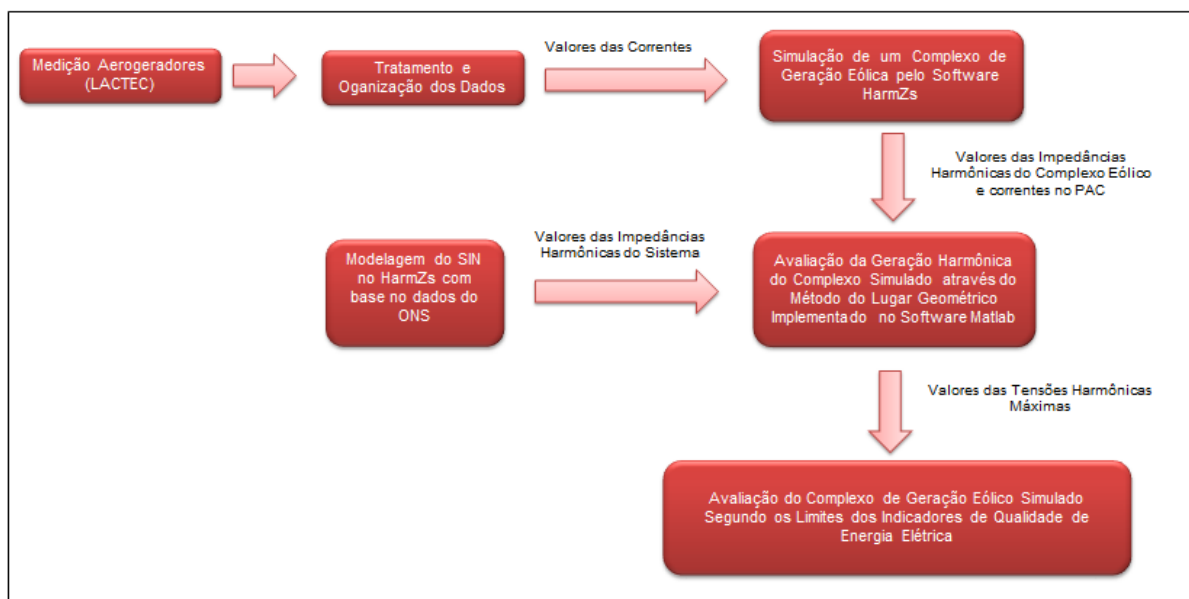 Medição Aerogeradores
(LACTEC)
Tratamento e
Oganização dos Dados
Valores das Correntes
Simulação de um Complexo de
Geração Eólica pelo Software
HarmZs
Valores das Impedâncias
Harmônicas do Complexo Eólico
e correntes no PAC
Modelagem do SIN
no HarmZs com
base no dados do
ONS
Valores das Impedâncias
Harmônicas do Sistema
Avaliação da Geração Harmônica
do Complexo Simulado através do
Método do Lugar Geométrico
Implementado no Software Matlab
Valores das Tensões Harmônicas
Máximas
Avaliação do Complexo de Geração Eólico Simulado
Segundo os Limites dos Indicadores de Qualidade de
Energia Elétrica